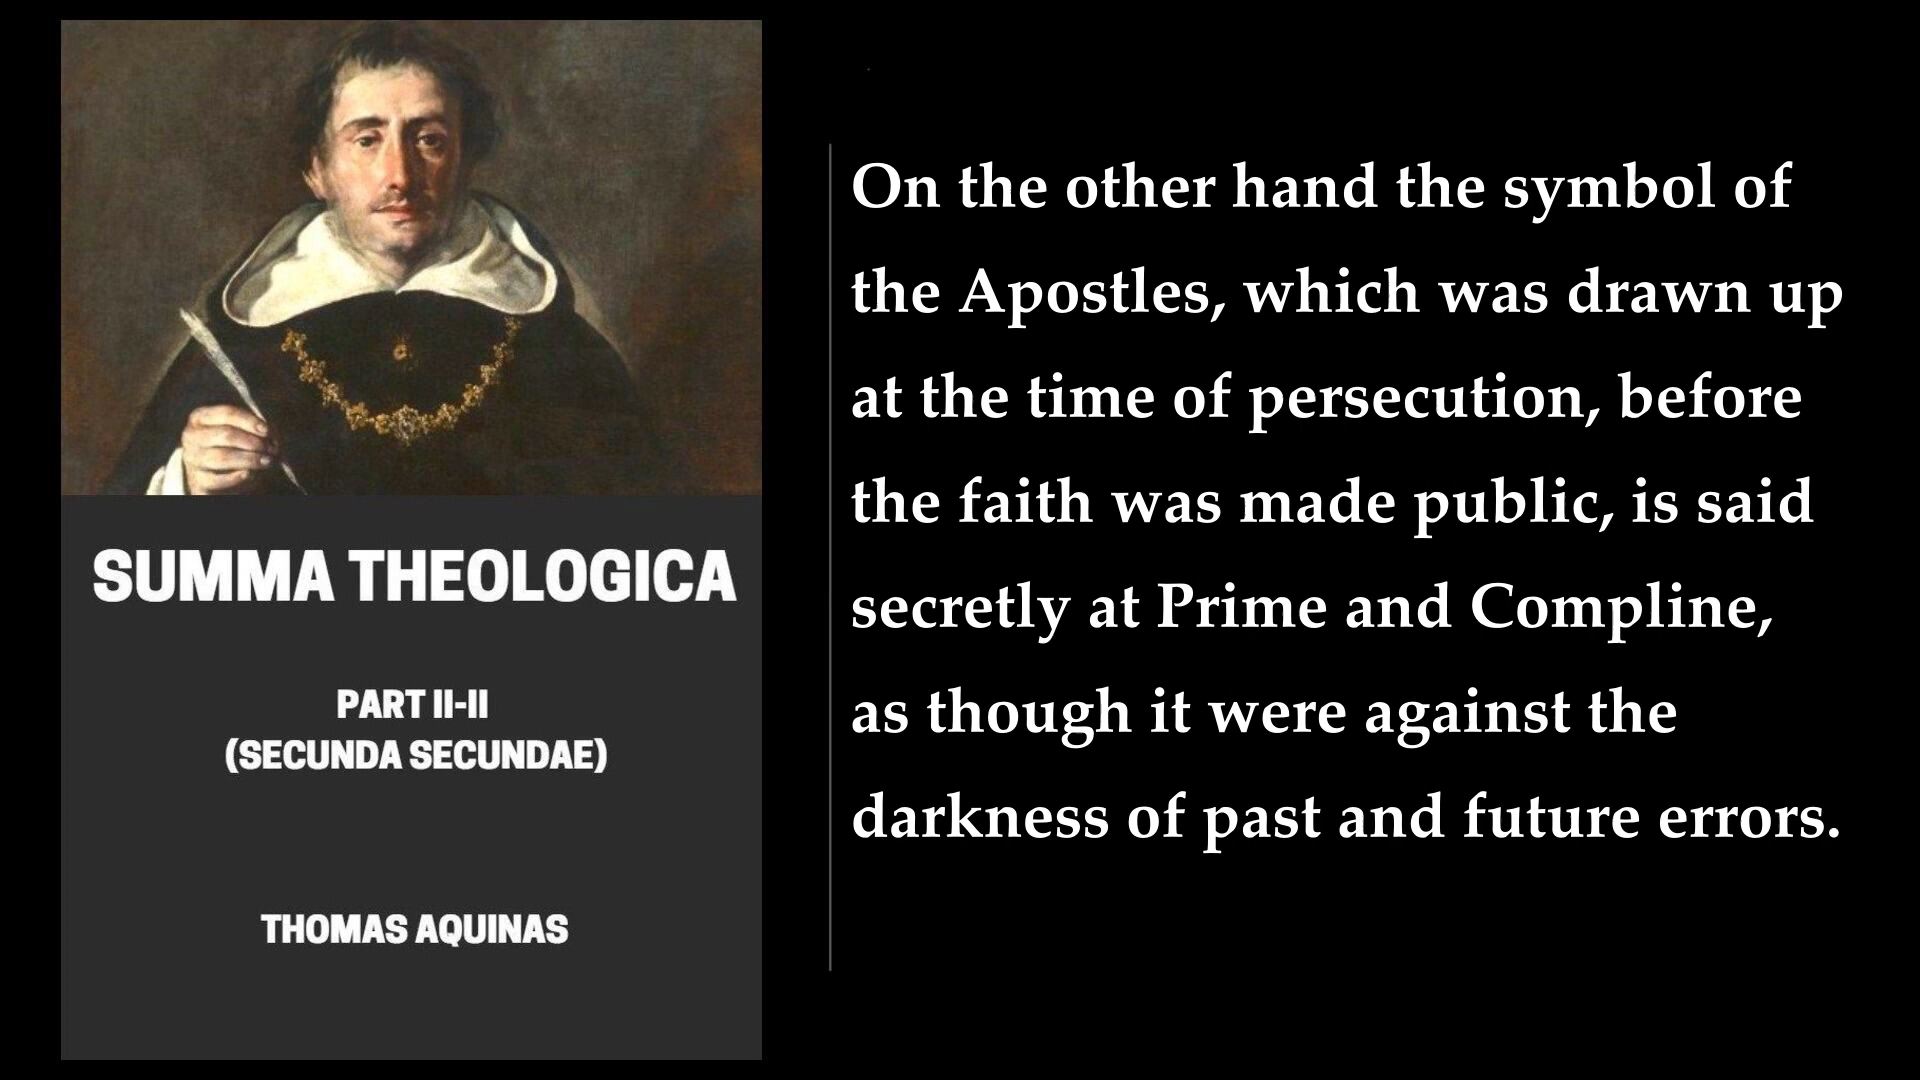 SUMMA THEOLOGICA
PART II-II
(SECUNDA SECUNDAE)
THOMAS AQUINAS
On the other hand the symbol of
the Apostles, which was drawn up
at the time of persecution, before
the faith was made public, is said
secretly at Prime and Compline,
as though it were against the
darkness of past and future errors.